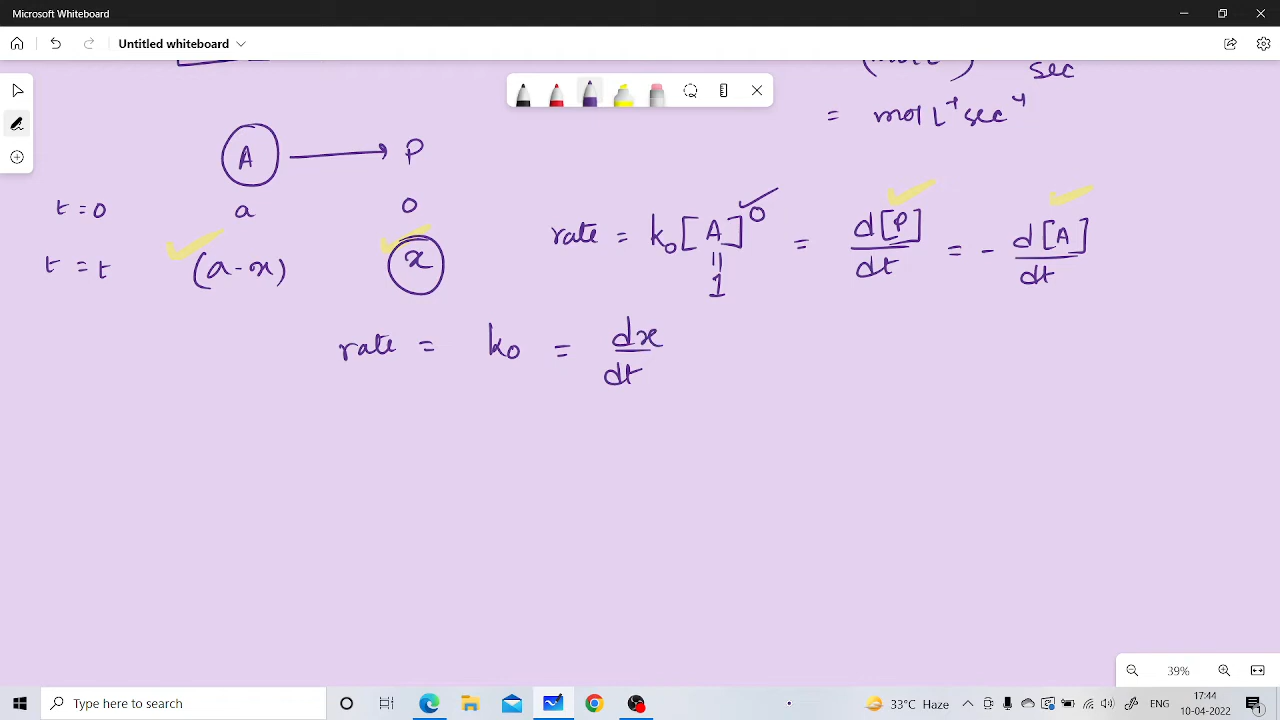 Microsoft Whiteboard
Untitled whiteboard
sec
= mol L⁻¹ sec⁻¹
A → P
t = 0 a 0
t = t (a - x) x
rate = k₀[A]⁰ = d[P]/dt = - d[A]/dt
=
1
rate = k₀ = dx/dt
39%
Type here to search
33°C Haze
ENG
17:44
10-04-2022